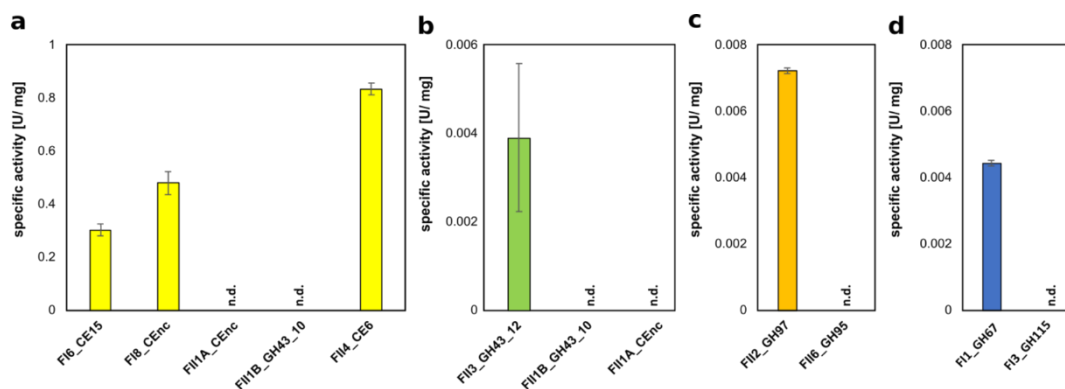 a
specific activity [U/ mg]
1
0.8
0.6
0.4
0.2
0
n.d.
n.d.
FI6_CE15
FI8_CEnc
FII1A_CEnc
FII1B_GH43_10
FII4_CE6
b
specific activity [U/ mg]
0.006
0.004
0.002
0
n.d.
n.d.
FII3_GH43_12
FII1B_GH43_10
FII1A_CEnc
c
specific activity [U/ mg]
0.008
0.006
0.004
0.002
0
n.d.
FII2_GH97
FII6_GH95
d
specific activity [U/ mg]
0.008
0.006
0.004
0.002
0
n.d.
FI1_GH67
FI3_GH115